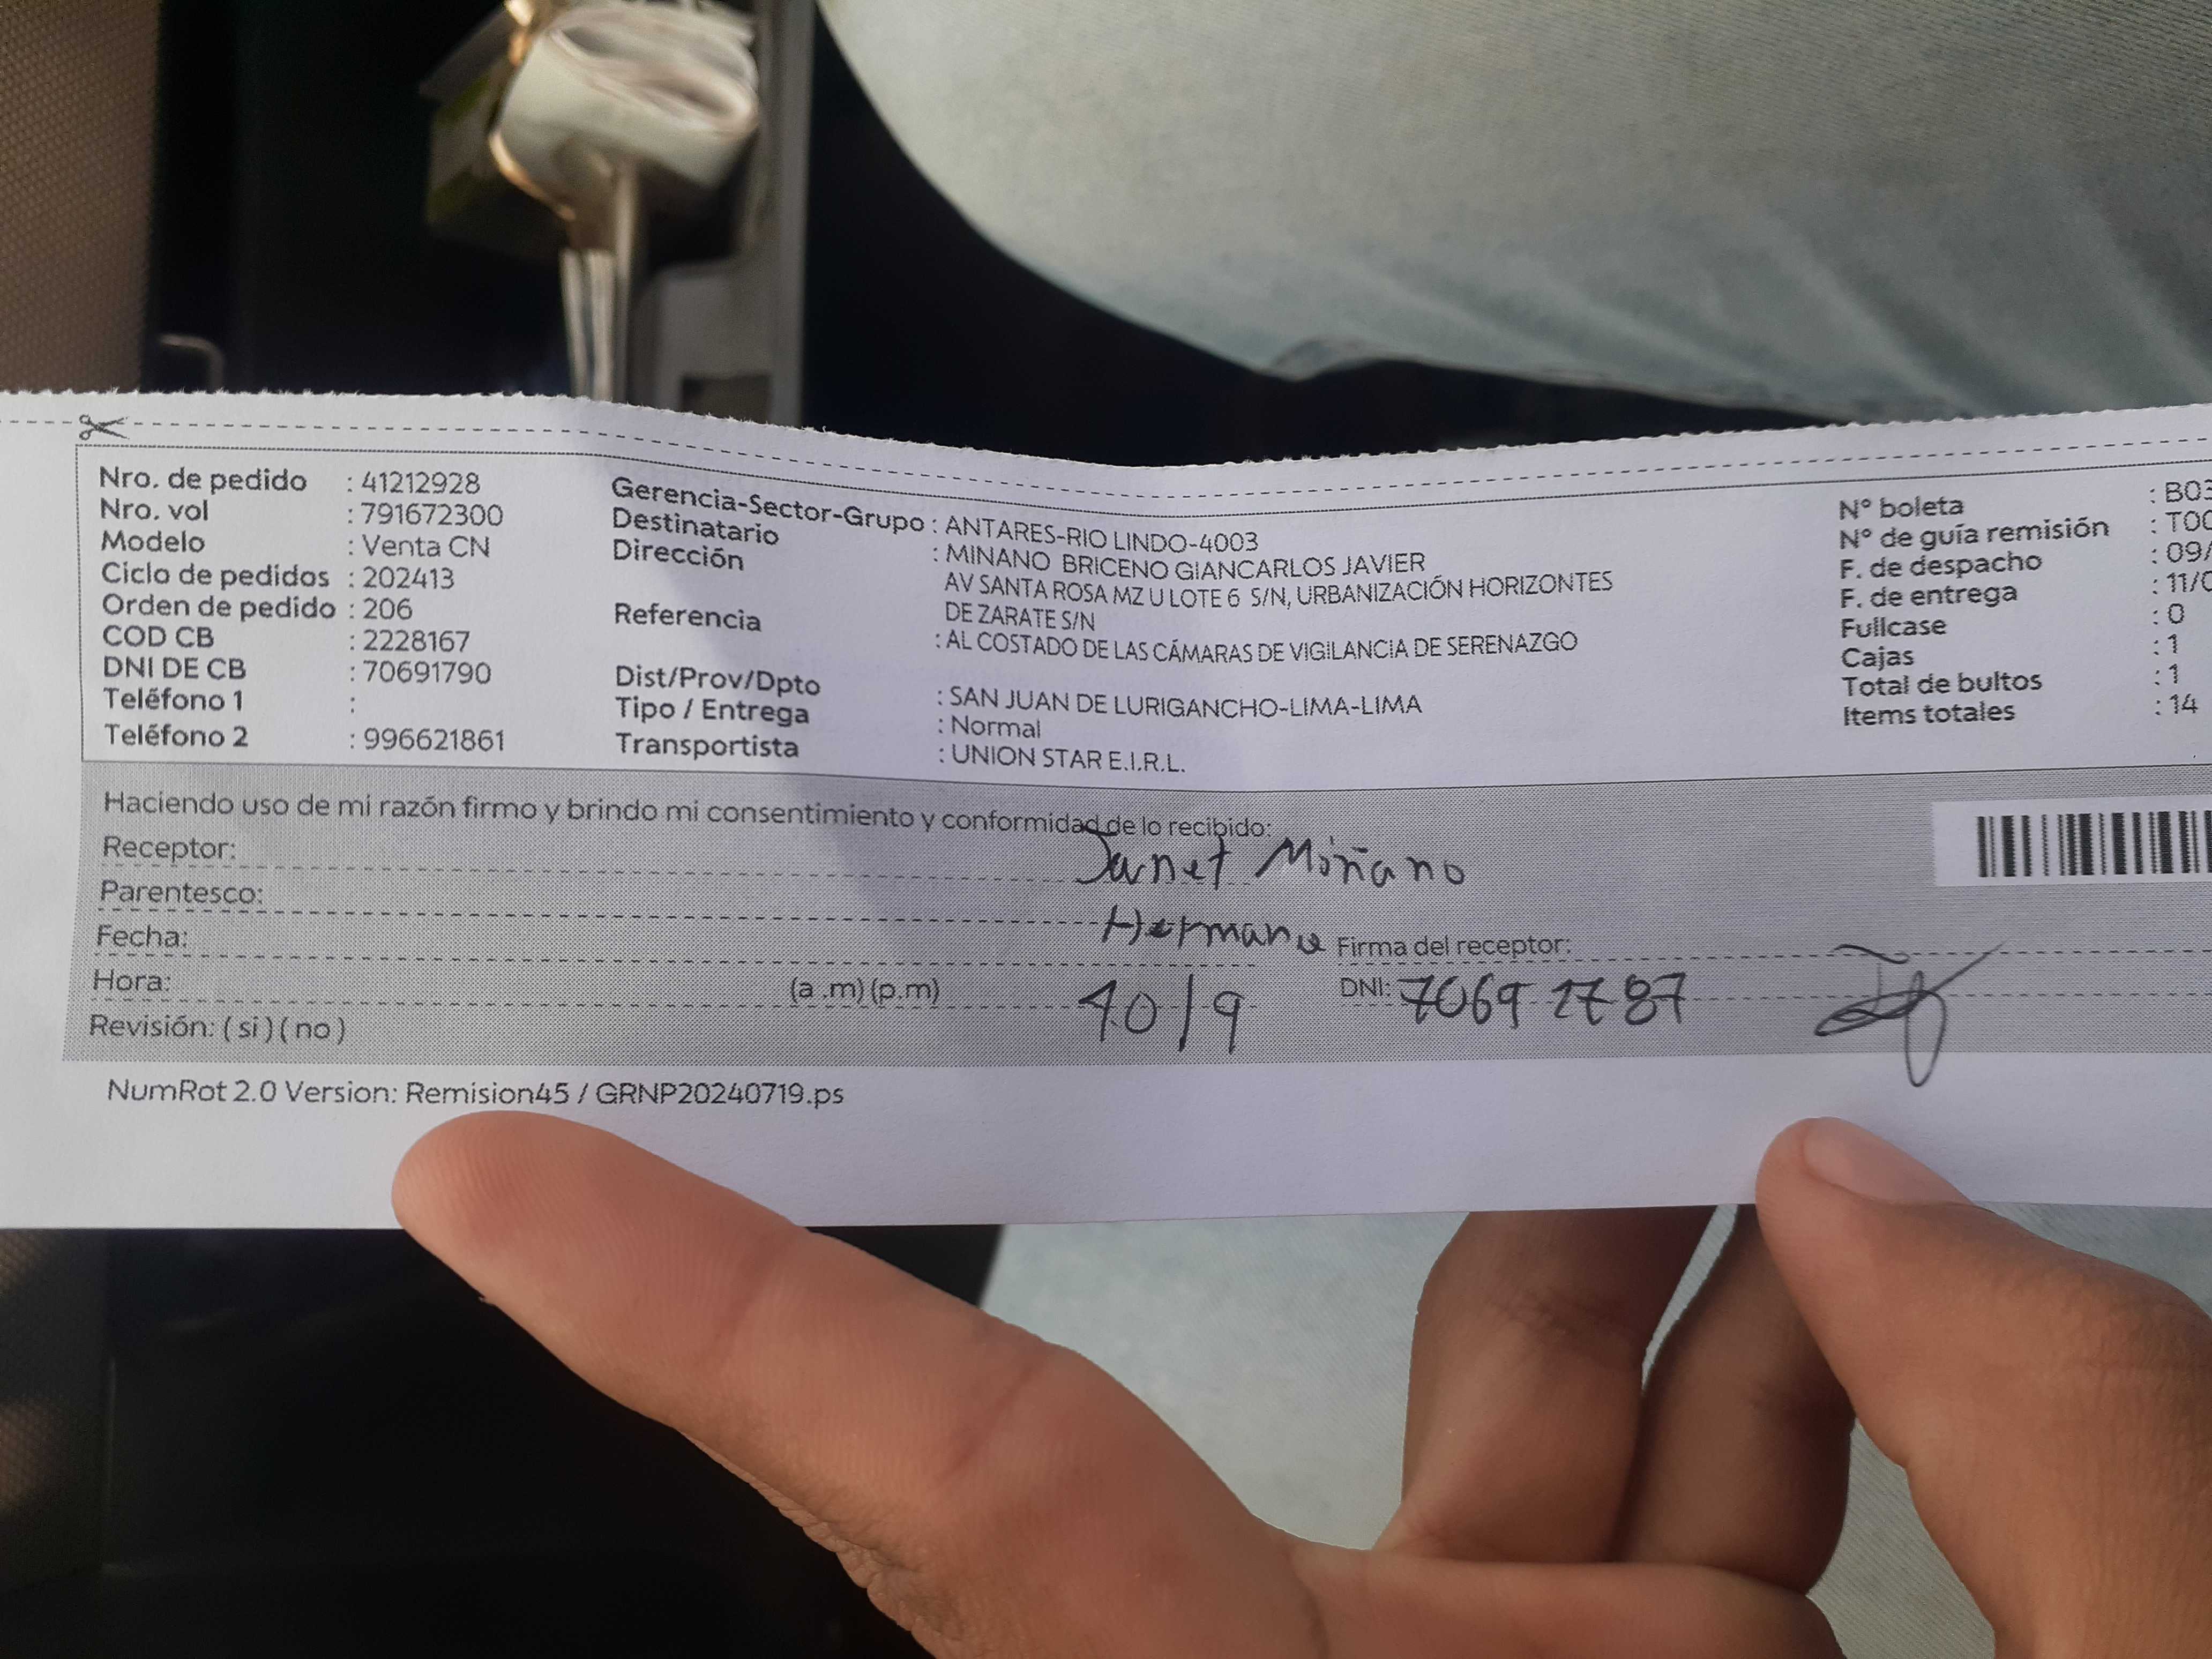 Nro. de pedido : 41212928
Nro. vol : 791672300
Modelo : Venta CN
Ciclo de pedidos : 202413
Orden de pedido : 206
COD CB : 2228167
DNI DE CB : 70691790
Teléfono 1 :
Teléfono 2 : 996621861
Gerencia-Sector-Grupo : ANTARES-RIO LINDO-4003
Destinatario : MINANO BRICENO GIANCARLOS JAVIER
Dirección AV SANTA ROSA MZ U LOTE 6 S/N, URBANIZACIÓN HORIZONTES
DE ZARATE S/N
Referencia : AL COSTADO DE LAS CÁMARAS DE VIGILANCIA DE SERENAZGO
Dist/Prov/Dpto : SAN JUAN DE LURIGANCHO-LIMA-LIMA
Tipo / Entrega : Normal
Transportista : UNION STAR E.I.R.L.
N° boleta : B03
N° de guía remisión : T00
F. de despacho : 09/
F. de entrega : 11/0
Fullcase : 0
Cajas : 1
Total de bultos : 1
Items totales : 14
Haciendo uso de mi razón firmo y brindo mi consentimiento y conformidad de lo recibido:
Receptor: Janet Miñano
Parentesco: Hermana
Fecha: Firma del receptor:
Hora: (a .m) (p.m) 10/9 DNI:
Revisión: ( si ) ( no )
NumRot 2.0 Version: Remision45 / GRNP20240719.ps